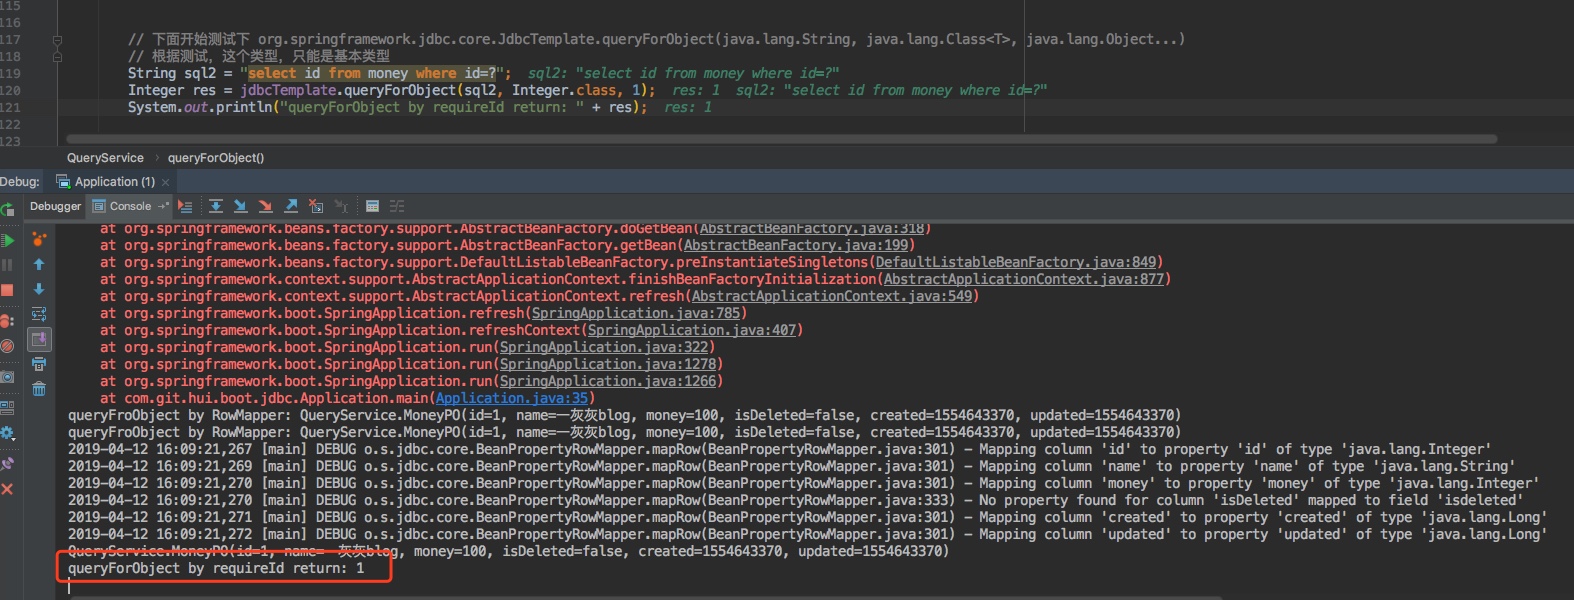 115
116
117 // 下面开始测试下 org.springframework.jdbc.core.JdbcTemplate.queryForObject(java.lang.String, java.lang.Class<T>, java.lang.Object...)
118 // 根据测试，这个类型，只能是基本类型
119 String sql2 = "select id from money where id=?"; sql2: "select id from money where id=?"
120 Integer res = jdbcTemplate.queryForObject(sql2, Integer.class, 1); res: 1 sql2: "select id from money where id=?"
121 System.out.println("queryForObject by requireId return: " + res); res: 1
122
123
QueryService › queryForObject()
Debug: Application (1) ×
Debugger Console
at org.springframework.beans.factory.support.AbstractBeanFactory.doGetBean(AbstractBeanFactory.java:318)
at org.springframework.beans.factory.support.AbstractBeanFactory.getBean(AbstractBeanFactory.java:199)
at org.springframework.beans.factory.support.DefaultListableBeanFactory.preInstantiateSingletons(DefaultListableBeanFactory.java:849)
at org.springframework.context.support.AbstractApplicationContext.finishBeanFactoryInitialization(AbstractApplicationContext.java:877)
at org.springframework.context.support.AbstractApplicationContext.refresh(AbstractApplicationContext.java:549)
at org.springframework.boot.SpringApplication.refresh(SpringApplication.java:785)
at org.springframework.boot.SpringApplication.refreshContext(SpringApplication.java:407)
at org.springframework.boot.SpringApplication.run(SpringApplication.java:322)
at org.springframework.boot.SpringApplication.run(SpringApplication.java:1278)
at org.springframework.boot.SpringApplication.run(SpringApplication.java:1266)
at com.git.hui.boot.jdbc.Application.main(Application.java:35)
queryFroObject by RowMapper: QueryService.MoneyPO(id=1, name=一灰灰blog, money=100, isDeleted=false, created=1554643370, updated=1554643370)
queryFroObject by RowMapper: QueryService.MoneyPO(id=1, name=一灰灰blog, money=100, isDeleted=false, created=1554643370, updated=1554643370)
2019-04-12 16:09:21,267 [main] DEBUG o.s.jdbc.core.BeanPropertyRowMapper.mapRow(BeanPropertyRowMapper.java:301) - Mapping column 'id' to property 'id' of type 'java.lang.Integer'
2019-04-12 16:09:21,269 [main] DEBUG o.s.jdbc.core.BeanPropertyRowMapper.mapRow(BeanPropertyRowMapper.java:301) - Mapping column 'name' to property 'name' of type 'java.lang.String'
2019-04-12 16:09:21,270 [main] DEBUG o.s.jdbc.core.BeanPropertyRowMapper.mapRow(BeanPropertyRowMapper.java:301) - Mapping column 'money' to property 'money' of type 'java.lang.Integer'
2019-04-12 16:09:21,270 [main] DEBUG o.s.jdbc.core.BeanPropertyRowMapper.mapRow(BeanPropertyRowMapper.java:333) - No property found for column 'isDeleted' mapped to field 'isdeleted'
2019-04-12 16:09:21,271 [main] DEBUG o.s.jdbc.core.BeanPropertyRowMapper.mapRow(BeanPropertyRowMapper.java:301) - Mapping column 'created' to property 'created' of type 'java.lang.Long'
2019-04-12 16:09:21,272 [main] DEBUG o.s.jdbc.core.BeanPropertyRowMapper.mapRow(BeanPropertyRowMapper.java:301) - Mapping column 'updated' to property 'updated' of type 'java.lang.Long'
QueryService.MoneyPO(id=1, name=一灰灰blog, money=100, isDeleted=false, created=1554643370, updated=1554643370)
queryForObject by requireId return: 1